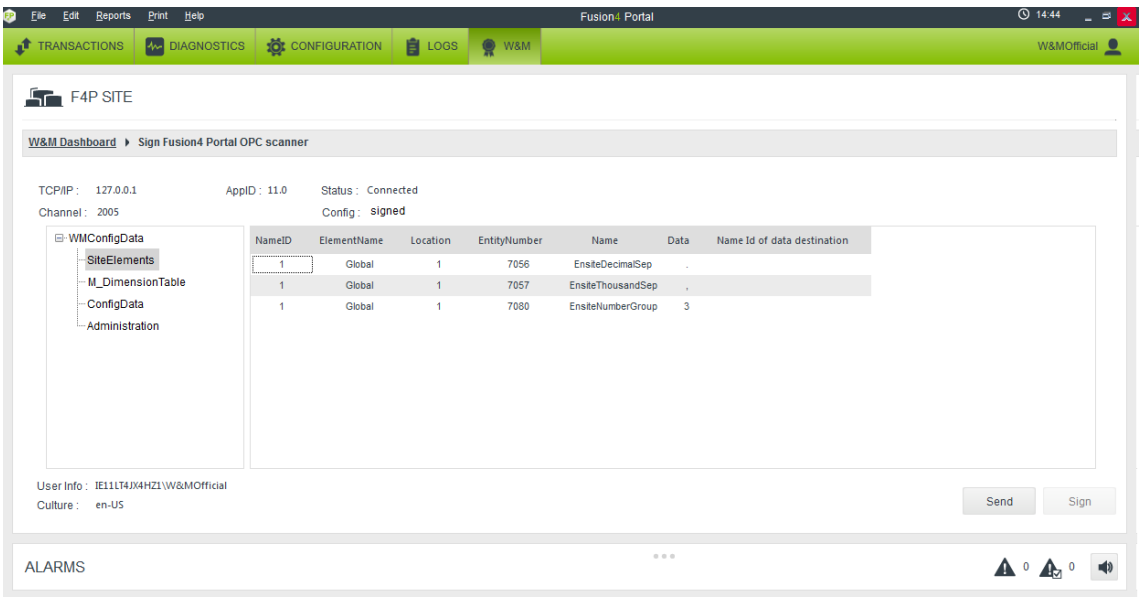 FP File Edit Reports Print Help Fusion4 Portal 14:44
TRANSACTIONS DIAGNOSTICS CONFIGURATION LOGS W&M W&MOfficial
F4P SITE
W&M Dashboard Sign Fusion4 Portal OPC scanner
TCP/IP : 127.0.0.1 AppID : 11.0 Status : Connected
Channel : 2005 Config : signed
WMConfigData
SiteElements
M_DimensionTable
ConfigData
Administration
NameID ElementName Location EntityNumber Name Data Name Id of data destination
1 Global 1 7056 EnsiteDecimalSep .
1 Global 1 7057 EnsiteThousandSep ,
1 Global 1 7080 EnsiteNumberGroup 3
User Info : IE11LT4JX4HZ1\W&MOfficial
Culture : en-US
Send Sign
ALARMS 0 0